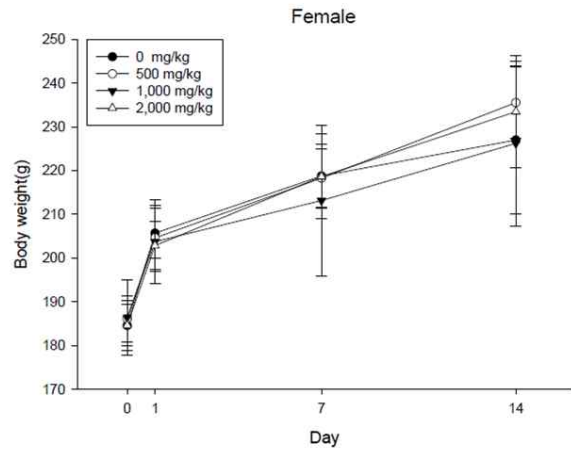 Female
0 mg/kg
500 mg/kg
1,000 mg/kg
2,000 mg/kg
Body weight(g)
250
240
230
220
210
200
190
180
170
0 1 7 14
Day